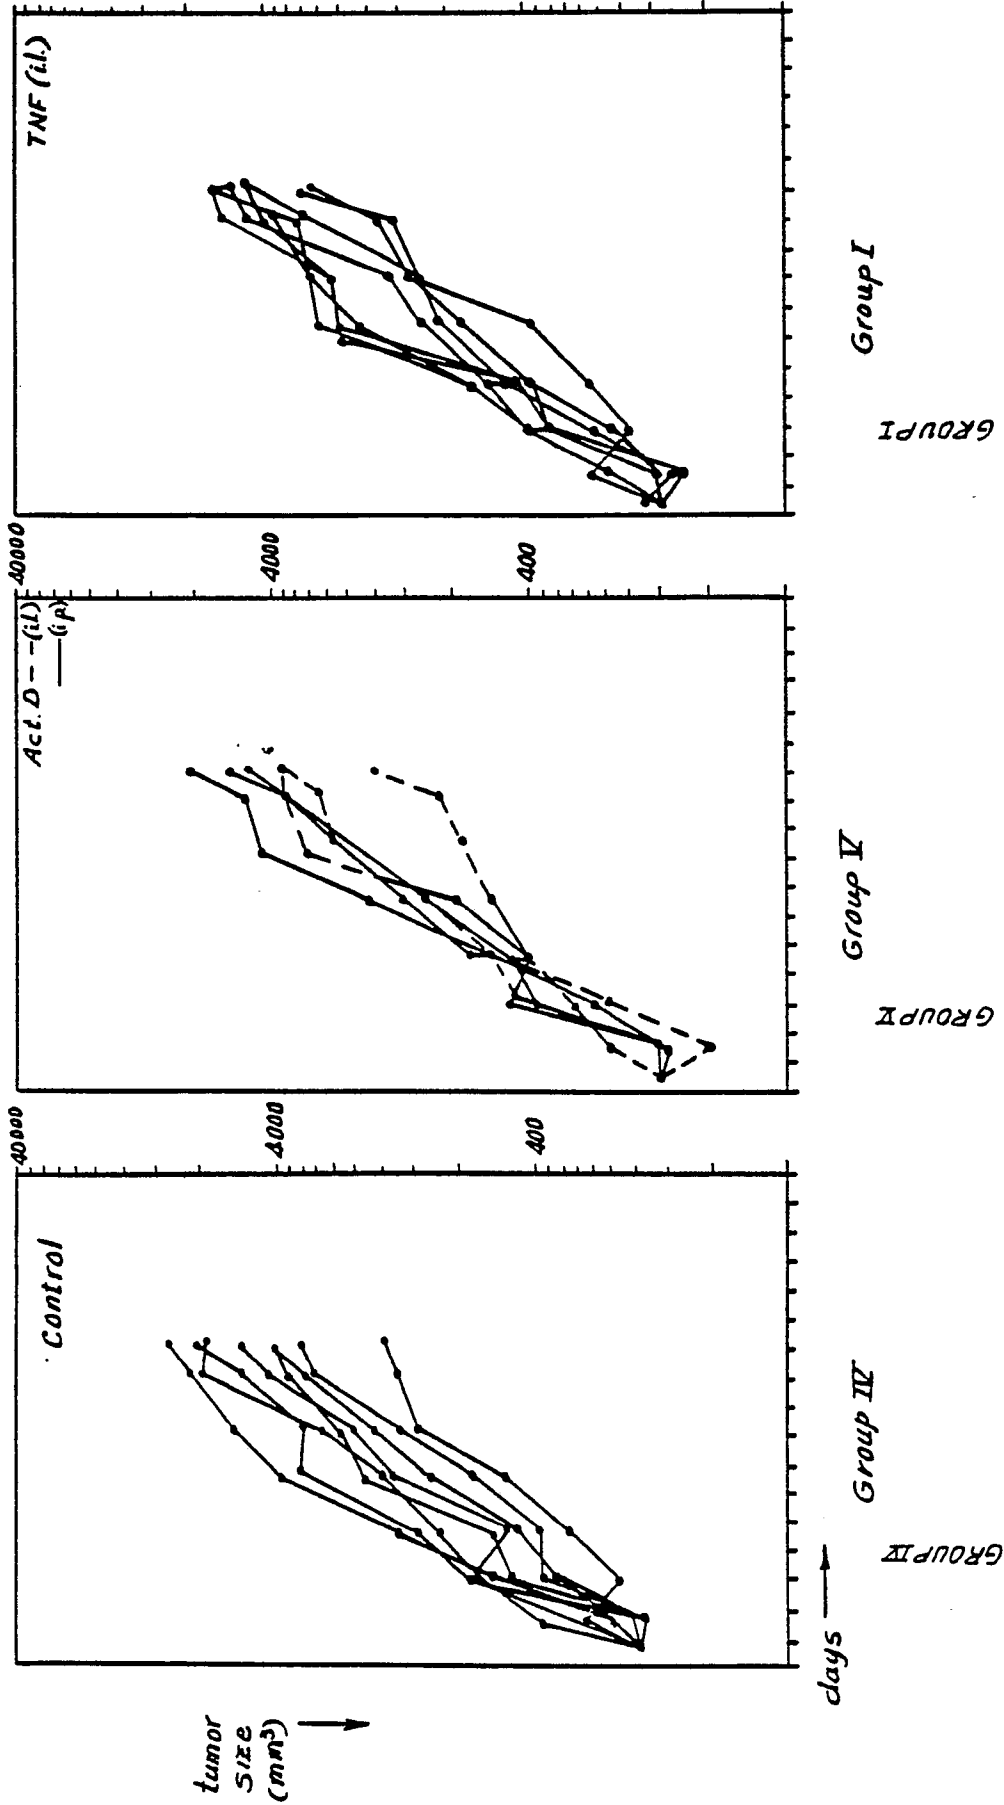 tumor
size
(mm³)
days
Control
40000
4000
400
Group IV
GROUP IV
Act. D - - (i.l.)
(i.p.)
40000
4000
400
Group V
GROUP V
TNF (i.l.)
Group I
GROUP I